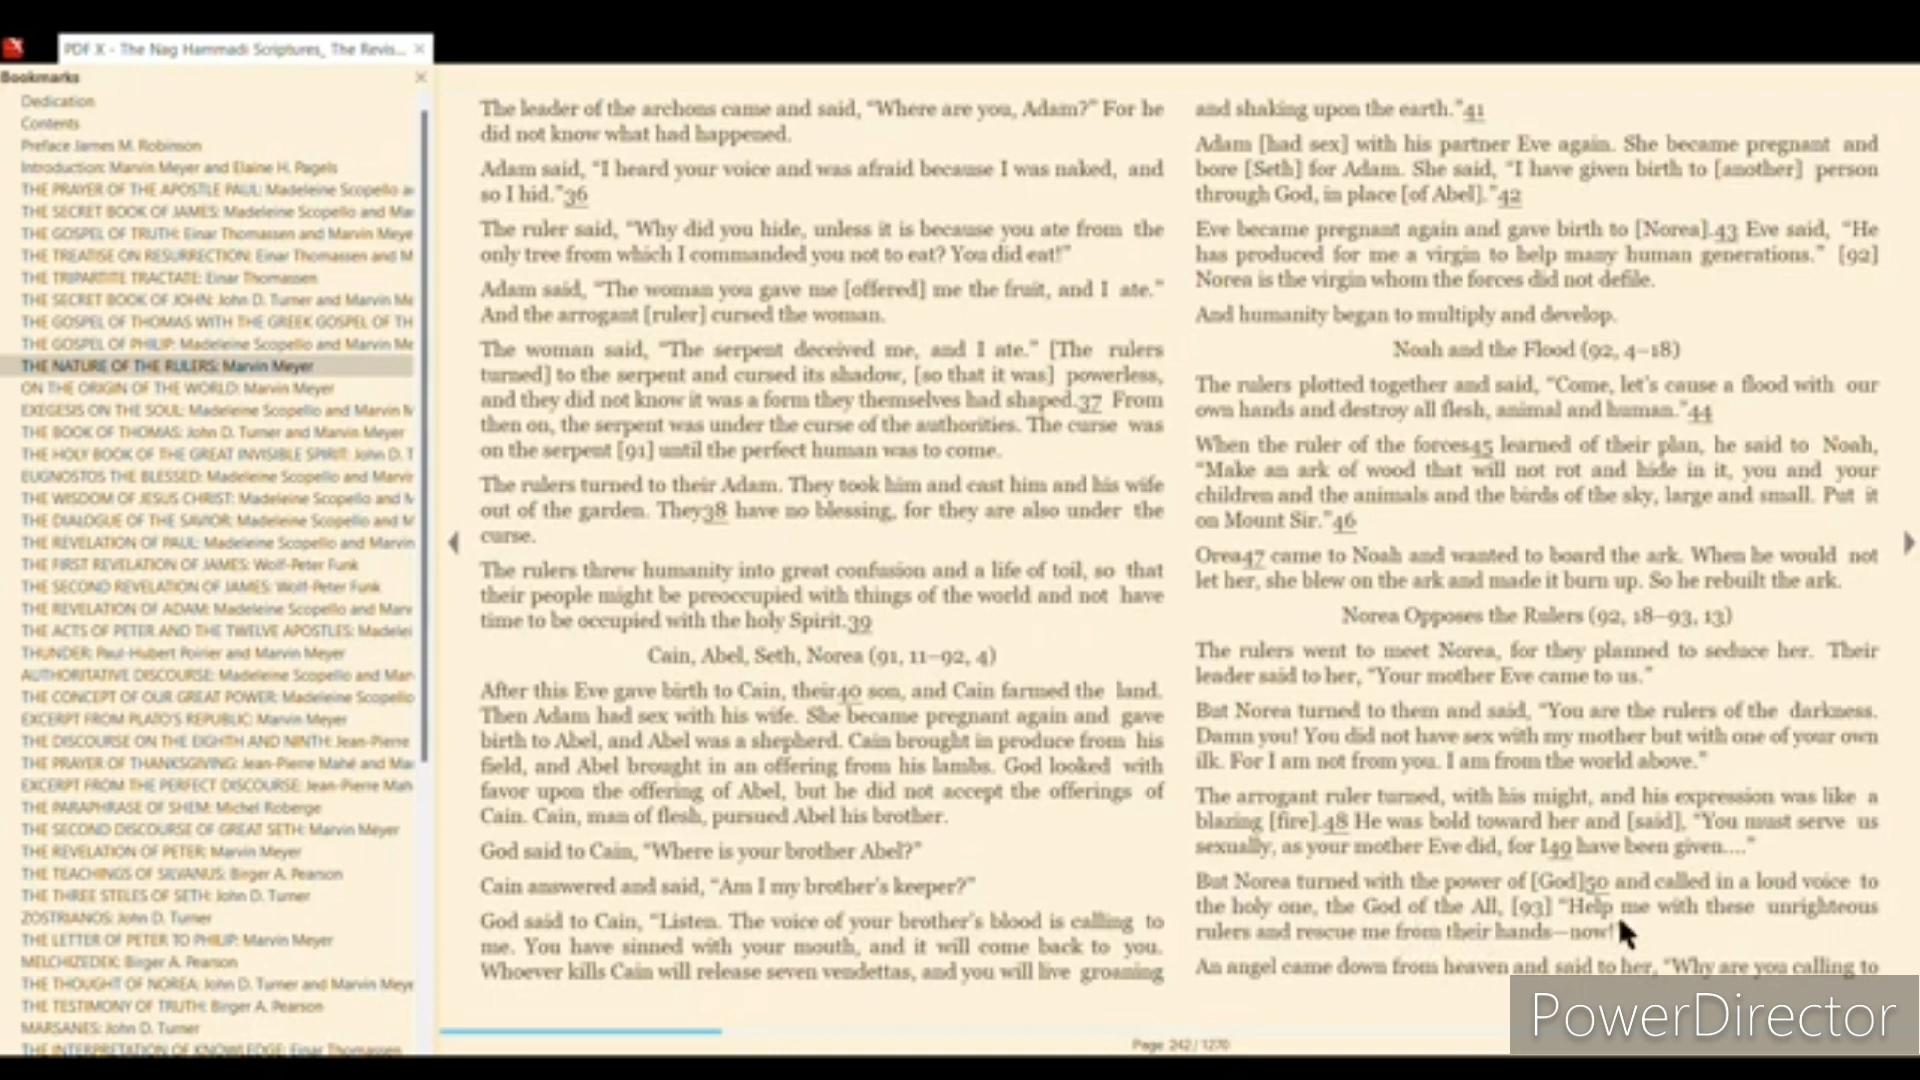 PDF X - The Nag Hammadi Scriptures_ The Revis...
Bookmarks
Dedication
Contents
Preface James M. Robinson
Introduction: Marvin Meyer and Elaine H. Pagels
THE PRAYER OF THE APOSTLE PAUL: Madeleine Scopello a
THE SECRET BOOK OF JAMES: Madeleine Scopello and Mar
THE GOSPEL OF TRUTH: Einar Thomassen and Marvin Meye
THE TREATISE ON RESURRECTION: Einar Thomassen and M
THE TRIPARTITE TRACTATE: Einar Thomassen
THE SECRET BOOK OF JOHN: John D. Turner and Marvin Me
THE GOSPEL OF THOMAS WITH THE GREEK GOSPEL OF TH
THE GOSPEL OF PHILIP: Madeleine Scopello and Marvin Me
THE NATURE OF THE RULERS: Marvin Meyer
ON THE ORIGIN OF THE WORLD: Marvin Meyer
EXEGESIS ON THE SOUL: Madeleine Scopello and Marvin M
THE BOOK OF THOMAS: John D. Turner and Marvin Meyer
THE HOLY BOOK OF THE GREAT INVISIBLE SPIRIT: John D. T
EUGNOSTOS THE BLESSED: Madeleine Scopello and Marvin
THE WISDOM OF JESUS CHRIST: Madeleine Scopello and M
THE DIALOGUE OF THE SAVIOR: Madeleine Scopello and M
THE REVELATION OF PAUL: Madeleine Scopello and Marvin
THE FIRST REVELATION OF JAMES: Wolf-Peter Funk
THE SECOND REVELATION OF JAMES: Wolf-Peter Funk
THE REVELATION OF ADAM: Madeleine Scopello and Marv
THE ACTS OF PETER AND THE TWELVE APOSTLES: Madelei
THUNDER: Paul-Hubert Poirier and Marvin Meyer
AUTHORITATIVE DISCOURSE: Madeleine Scopello and Mar
THE CONCEPT OF OUR GREAT POWER: Madeleine Scopello
EXCERPT FROM PLATO'S REPUBLIC: Marvin Meyer
THE DISCOURSE ON THE EIGHTH AND NINTH: Jean-Pierre
THE PRAYER OF THANKSGIVING: Jean-Pierre Mahé and Mar
EXCERPT FROM THE PERFECT DISCOURSE: Jean-Pierre Mah
THE PARAPHRASE OF SHEM: Michel Roberge
THE SECOND DISCOURSE OF GREAT SETH: Marvin Meyer
THE REVELATION OF PETER: Marvin Meyer
THE TEACHINGS OF SILVANUS: Birger A. Pearson
THE THREE STELES OF SETH: John D. Turner
ZOSTRIANOS: John D. Turner
THE LETTER OF PETER TO PHILIP: Marvin Meyer
MELCHIZEDEK: Birger A. Pearson
THE THOUGHT OF NOREA: John D. Turner and Marvin Meye
THE TESTIMONY OF TRUTH: Birger A. Pearson
MARSANES: John D. Turner
THE INTERPRETATION OF KNOWLEDGE: Einar Thomassen
The leader of the archons came and said, “Where are you, Adam?” For he
did not know what had happened.
Adam said, “I heard your voice and was afraid because I was naked, and
so I hid.”36
The ruler said, “Why did you hide, unless it is because you ate from the
only tree from which I commanded you not to eat? You did eat!”
Adam said, “The woman you gave me [offered] me the fruit, and I ate.”
And the arrogant [ruler] cursed the woman.
The woman said, “The serpent deceived me, and I ate.” [The rulers
turned] to the serpent and cursed its shadow, [so that it was] powerless,
and they did not know it was a form they themselves had shaped.37 From
then on, the serpent was under the curse of the authorities. The curse was
on the serpent [91] until the perfect human was to come.
The rulers turned to their Adam. They took him and cast him and his wife
out of the garden. They38 have no blessing, for they are also under the
curse.
The rulers threw humanity into great confusion and a life of toil, so that
their people might be preoccupied with things of the world and not have
time to be occupied with the holy Spirit.39
Cain, Abel, Seth, Norea (91, 11–92, 4)
After this Eve gave birth to Cain, their40 son, and Cain farmed the land.
Then Adam had sex with his wife. She became pregnant again and gave
birth to Abel, and Abel was a shepherd. Cain brought in produce from his
field, and Abel brought in an offering from his lambs. God looked with
favor upon the offering of Abel, but he did not accept the offerings of
Cain. Cain, man of flesh, pursued Abel his brother.
God said to Cain, “Where is your brother Abel?”
Cain answered and said, “Am I my brother’s keeper?”
God said to Cain, “Listen. The voice of your brother’s blood is calling to
me. You have sinned with your mouth, and it will come back to you.
Whoever kills Cain will release seven vendettas, and you will live groaning
and shaking upon the earth.”41
Adam [had sex] with his partner Eve again. She became pregnant and
bore [Seth] for Adam. She said, “I have given birth to [another] person
through God, in place [of Abel].”42
Eve became pregnant again and gave birth to [Norea].43 Eve said, “He
has produced for me a virgin to help many human generations.” [92]
Norea is the virgin whom the forces did not defile.
And humanity began to multiply and develop.
Noah and the Flood (92, 4–18)
The rulers plotted together and said, “Come, let’s cause a flood with our
own hands and destroy all flesh, animal and human.”44
When the ruler of the forces45 learned of their plan, he said to Noah,
“Make an ark of wood that will not rot and hide in it, you and your
children and the animals and the birds of the sky, large and small. Put it
on Mount Sir.”46
Orea47 came to Noah and wanted to board the ark. When he would not
let her, she blew on the ark and made it burn up. So he rebuilt the ark.
Norea Opposes the Rulers (92, 18–93, 13)
The rulers went to meet Norea, for they planned to seduce her. Their
leader said to her, “Your mother Eve came to us.”
But Norea turned to them and said, “You are the rulers of the darkness.
Damn you! You did not have sex with my mother but with one of your own
ilk. For I am not from you. I am from the world above.”
The arrogant ruler turned, with his might, and his expression was like a
blazing [fire].48 He was bold toward her and [said], “You must serve us
sexually, as your mother Eve did, for I49 have been given....”
But Norea turned with the power of [God]50 and called in a loud voice to
the holy one, the God of the All, [93] “Help me with these unrighteous
rulers and rescue me from their hands—now!
An angel came down from heaven and said to her, “Why are you calling to
Page: 242 / 1270
PowerDirector